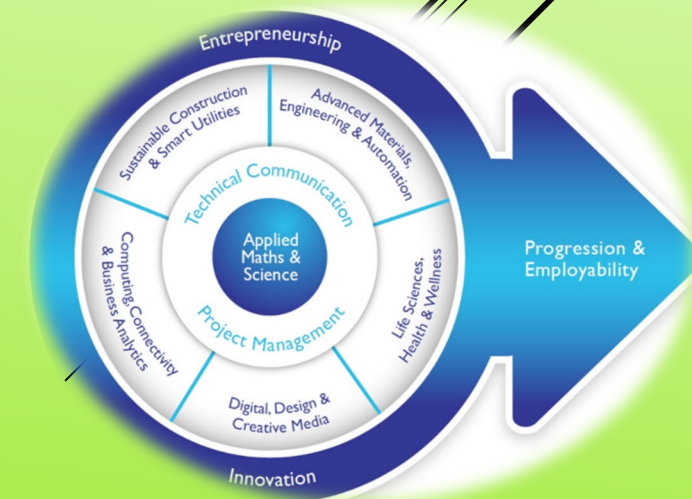 Entrepreneurship
Sustainable Construction
& Smart Utilities
Advanced Materials,
Engineering & Automation
Technical Communication
Applied
Maths &
Science
Computing, Connectivity
& Business Analytics
Life Sciences,
Health & Wellness
Project Management
Digital, Design &
Creative Media
Innovation
Progression &
Employability